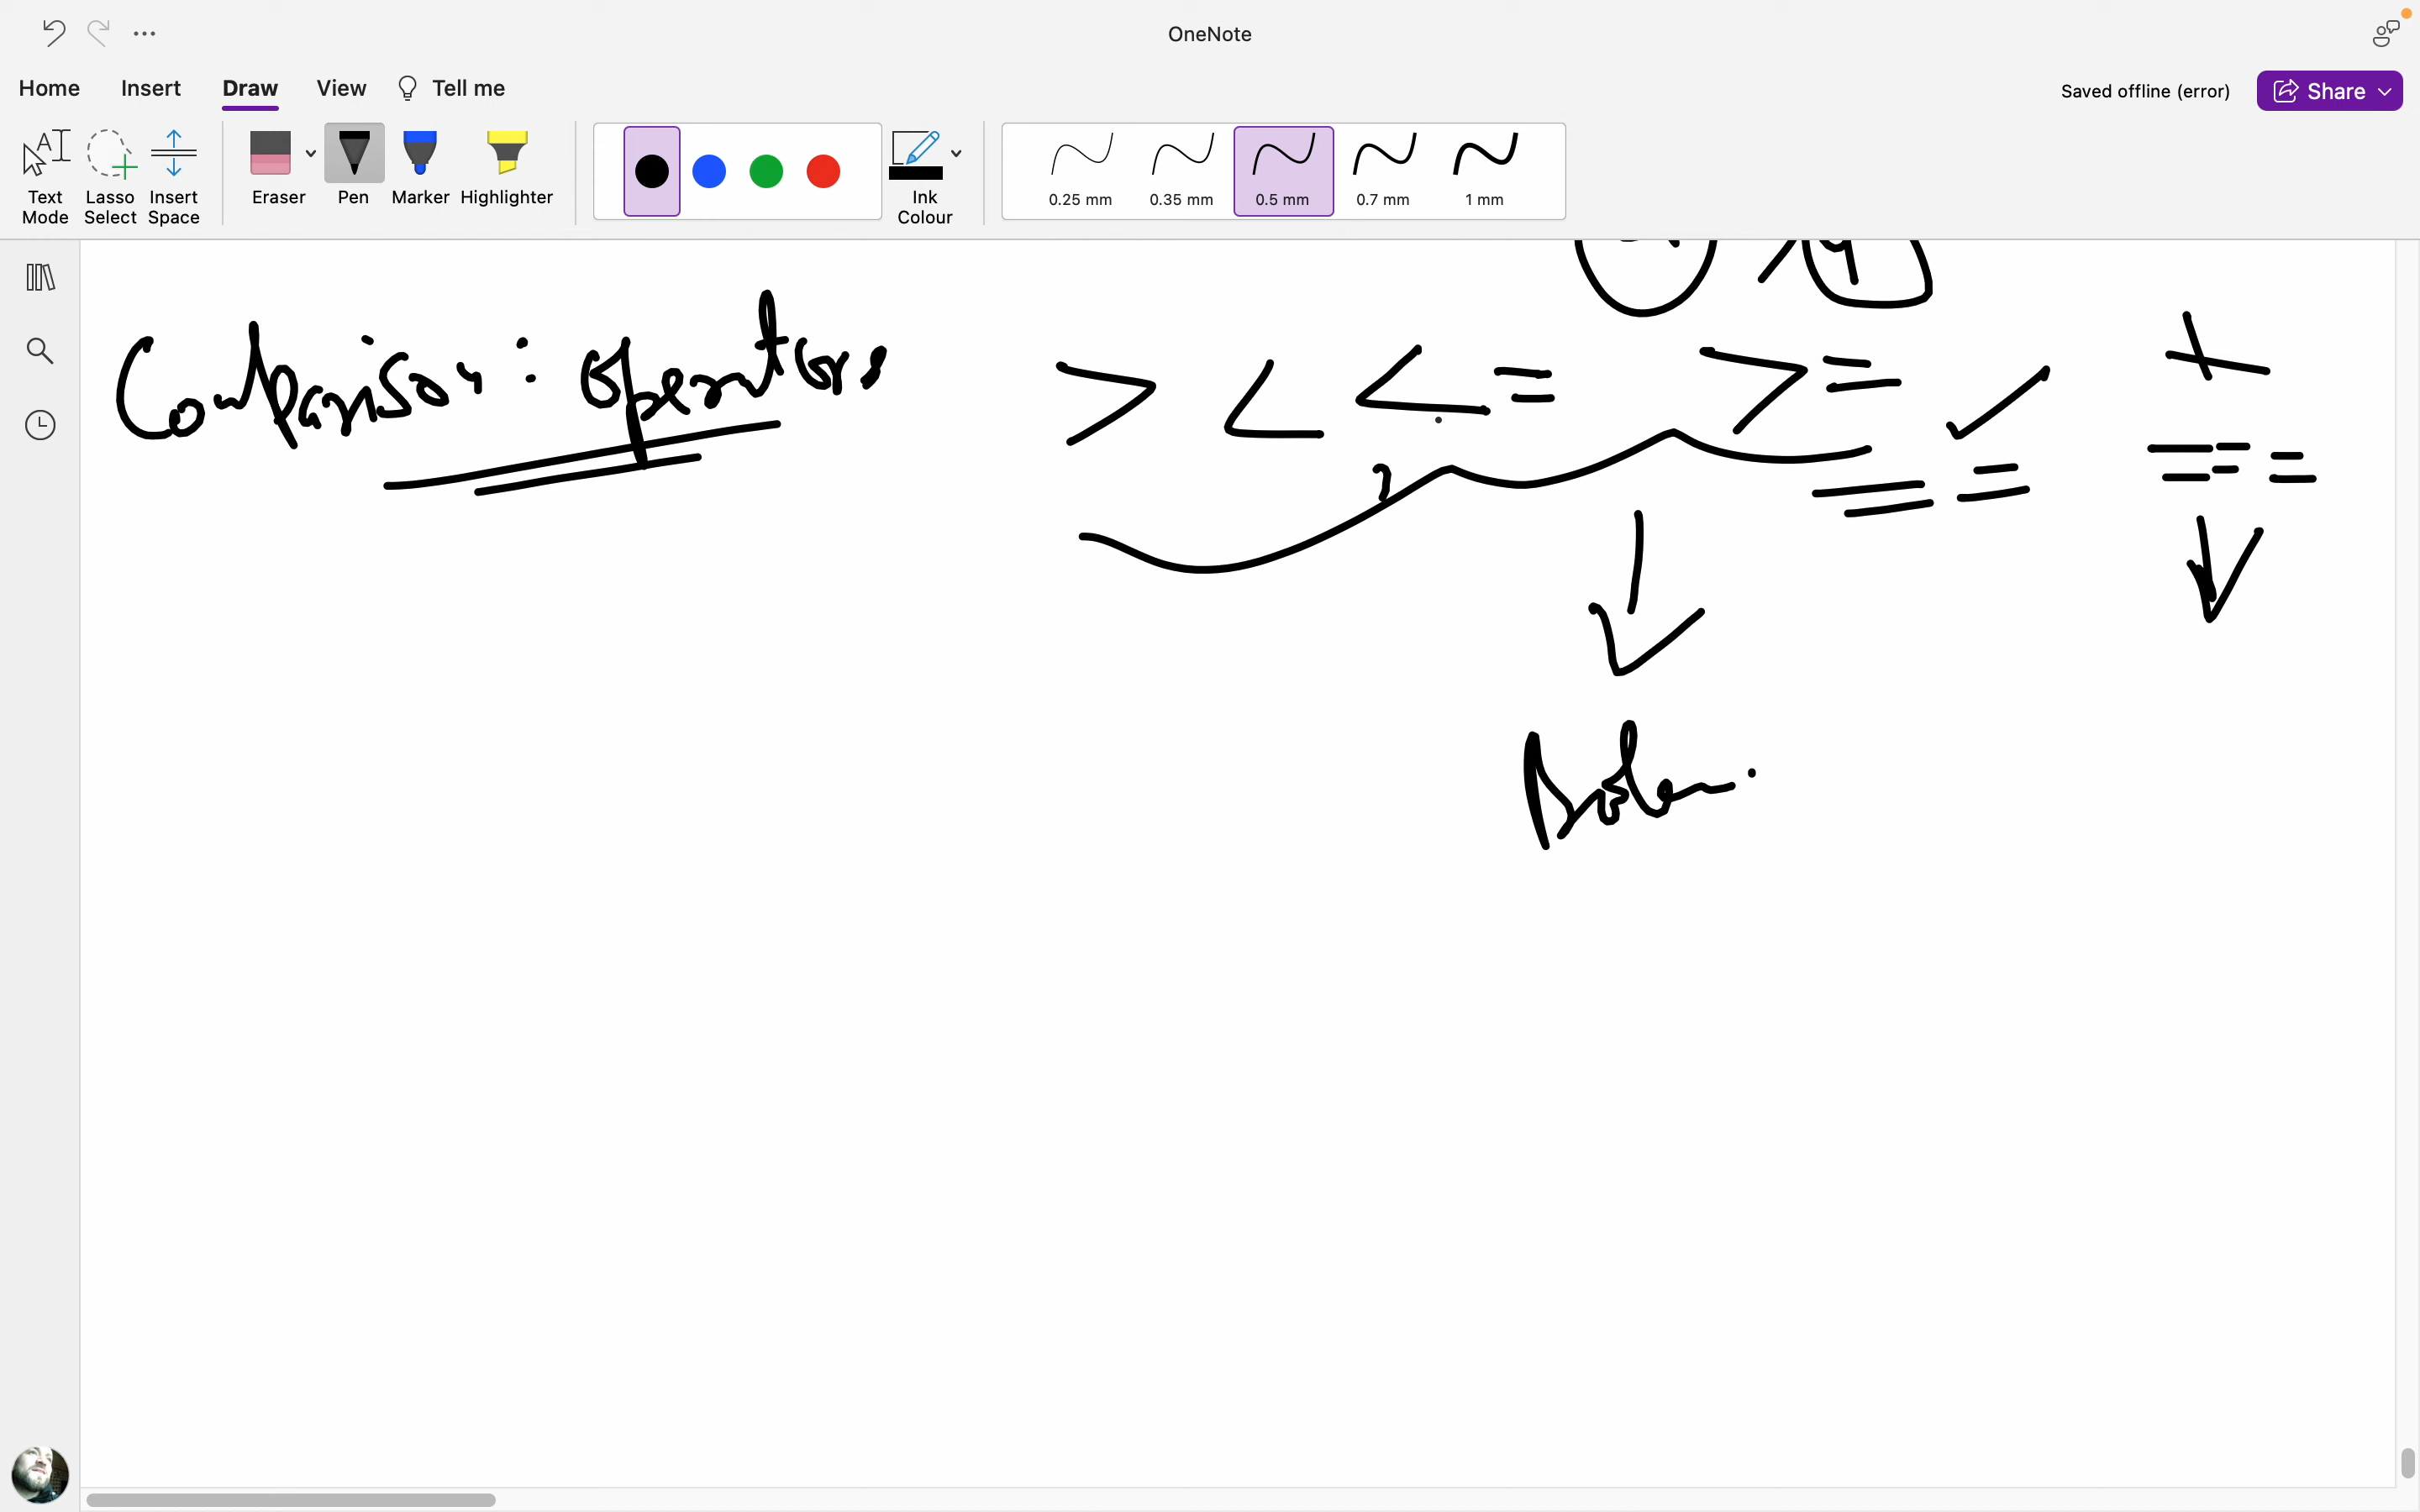 OneNote
Home Insert Draw View Tell me
Saved offline (error) Share
Text Mode
Lasso Select
Insert Space
Eraser
Pen
Marker
Highlighter
Ink Colour
0.25 mm 0.35 mm 0.5 mm 0.7 mm 1 mm
Comparison : operators > < <= >= +
== = === =